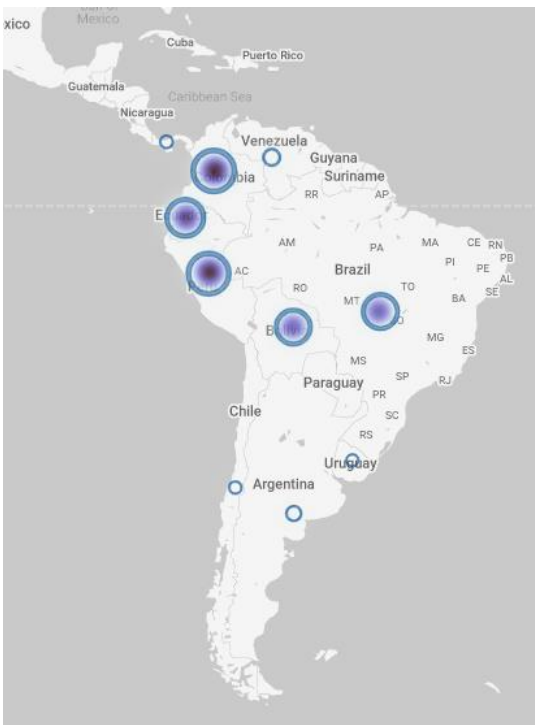 xico
Mexico
Cuba
Puerto Rico
Guatemala
Caribbean Sea
Nicaragua
Venezuela
Guyana
Suriname
RR
AP
AM
PA
MA
CE
RN
PB
PI
PE
AL
SE
AC
Brazil
RO
MT
TO
BA
MG
ES
MS
SP
RJ
Paraguay
PR
SC
Chile
RS
Uruguay
Argentina